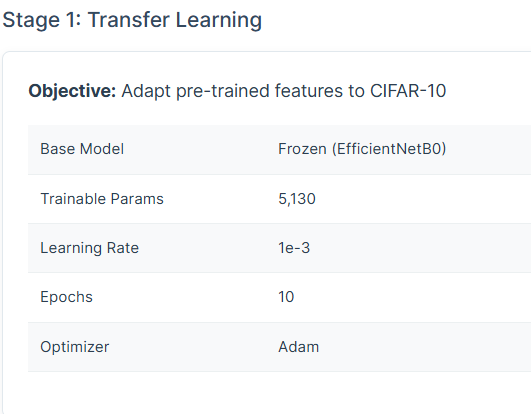 Stage 1: Transfer Learning
Objective: Adapt pre-trained features to CIFAR-10
Base Model Frozen (EfficientNetB0)
Trainable Params 5,130
Learning Rate 1e-3
Epochs 10
Optimizer Adam